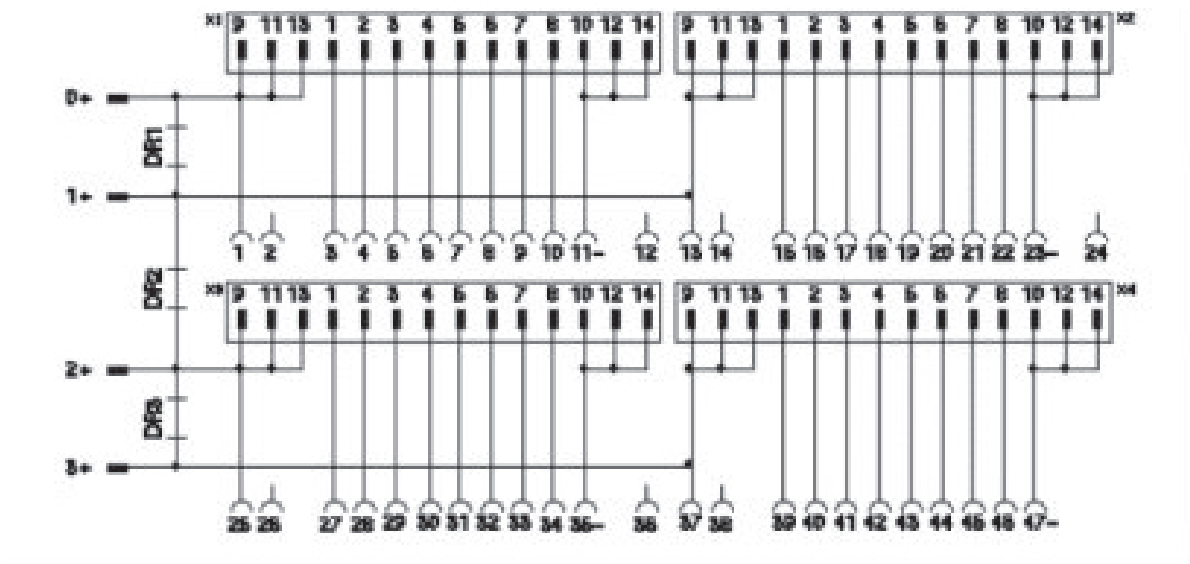 X1 9 11 13 1 2 3 4 5 6 7 8 10 12 14 9 11 13 1 2 3 4 5 6 7 8 10 12 14 X2
0+
DR1
1+
1 2 3 4 5 6 7 8 9 10 11- 12 13 14 15 16 17 18 19 20 21 22 23- 24
DR2
X3 9 11 13 1 2 3 4 5 6 7 8 10 12 14 9 11 13 1 2 3 4 5 6 7 8 10 12 14 X4
2+
DR3
3+
25 26 27 28 29 30 31 32 33 34 35- 36 37 38 39 40 41 42 43 44 45 46 47-